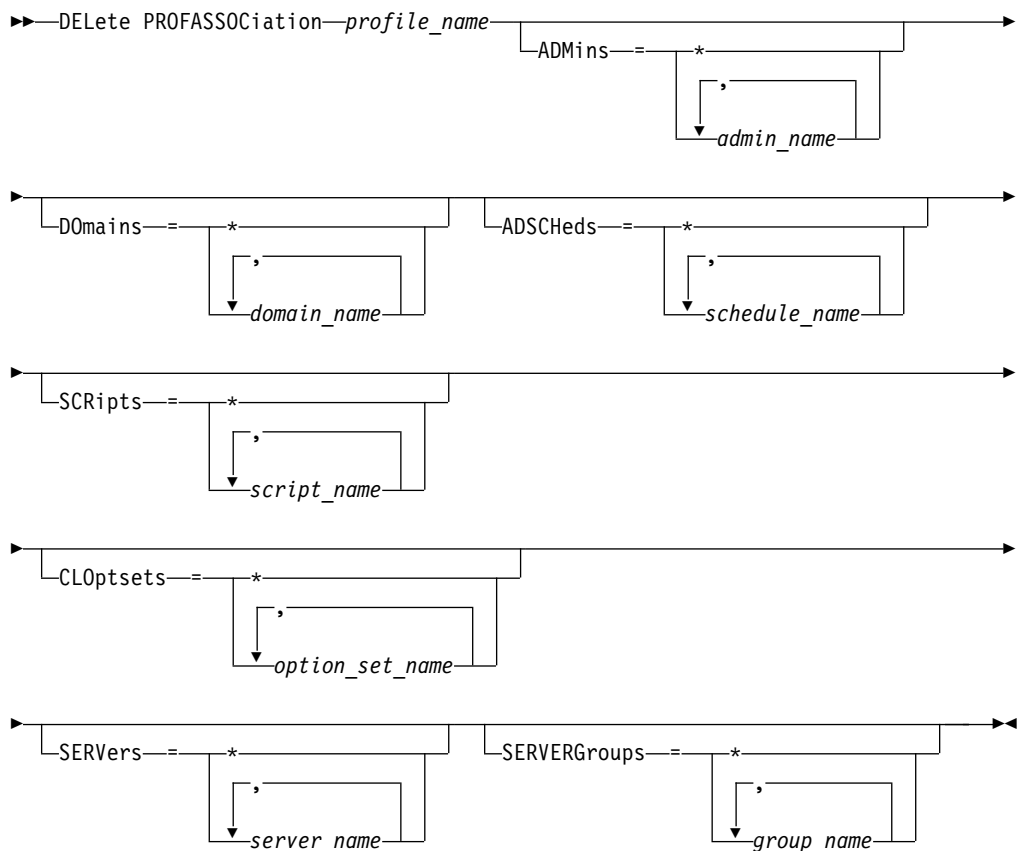 DELete PROFASSOCiation profile_name
ADMins = *
,
admin_name
DOmains = * ADSCHeds = *
, ,
domain_name schedule_name
SCRipts = *
,
script_name
CLOptsets = *
,
option_set_name
SERVers = * SERVERGroups = *
, ,
server_name group_name